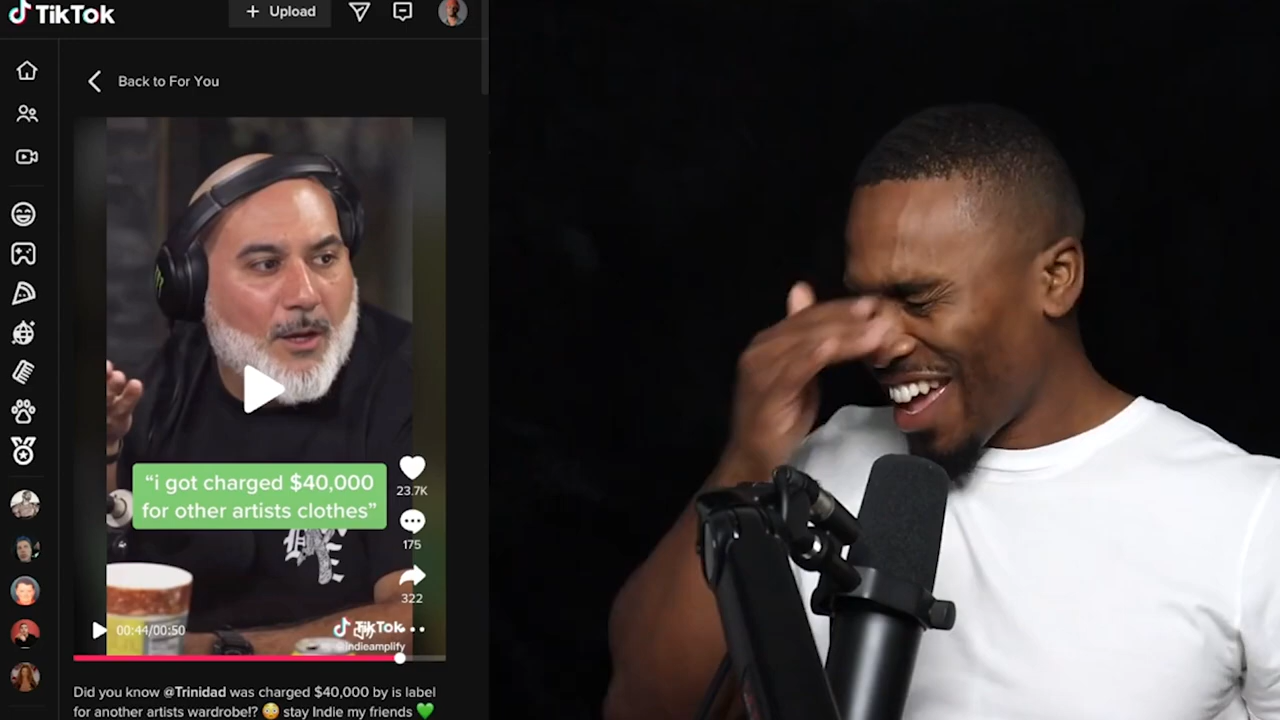 TikTok
+ Upload
Back to For You
“i got charged $40,000
for other artists clothes”
23.7K
175
322
00:44/00:50
TikTok
@indieamplify
Did you know @Trinidad was charged $40,000 by is label
for another artists wardrobe!? 😳 stay Indie my friends 💚